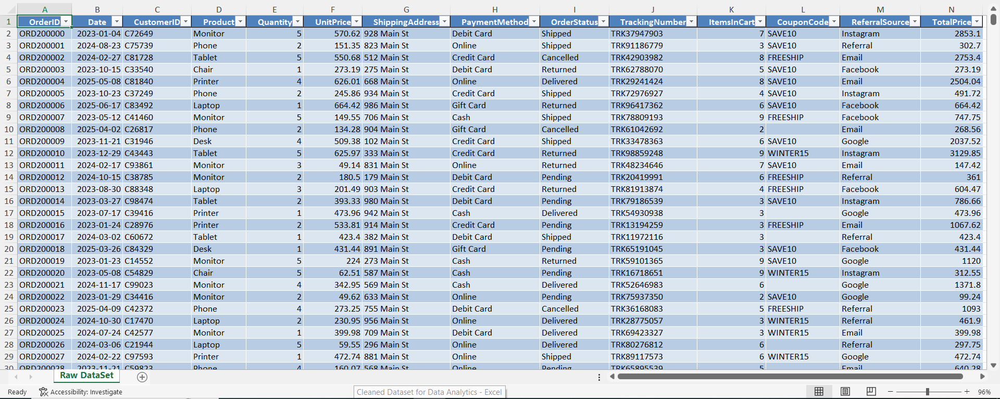 A B C D E F G H I J K L M N
1 OrderID Date CustomerID Product Quantity UnitPrice ShippingAddress PaymentMethod OrderStatus TrackingNumber ItemsInCart CouponCode ReferralSource TotalPrice
2 ORD200000 2023-01-04 C72649 Monitor 5 570.62 928 Main St Debit Card Shipped TRK37947903 7 SAVE10 Instagram 2853.1
3 ORD200001 2024-08-23 C75739 Phone 2 151.35 823 Main St Online Shipped TRK91186779 3 SAVE10 Referral 302.7
4 ORD200002 2024-02-27 C81728 Tablet 5 550.68 512 Main St Credit Card Cancelled TRK42903982 8 FREESHIP Email 2753.4
5 ORD200003 2023-10-15 C33540 Chair 1 273.19 275 Main St Debit Card Returned TRK62788070 5 SAVE10 Facebook 273.19
6 ORD200004 2025-05-08 C81840 Printer 4 626.01 668 Main St Online Delivered TRK29241424 8 SAVE10 Email 2504.04
7 ORD200005 2023-10-23 C37249 Phone 2 245.86 934 Main St Credit Card Shipped TRK72976927 4 SAVE10 Instagram 491.72
8 ORD200006 2025-06-17 C83492 Laptop 1 664.42 986 Main St Gift Card Returned TRK96417362 6 SAVE10 Facebook 664.42
9 ORD200007 2023-05-12 C41460 Monitor 5 149.55 706 Main St Cash Shipped TRK78809193 9 FREESHIP Facebook 747.75
10 ORD200008 2025-04-02 C26817 Phone 2 134.28 904 Main St Gift Card Cancelled TRK61042692 2 Email 268.56
11 ORD200009 2023-11-21 C31946 Desk 4 509.38 102 Main St Credit Card Shipped TRK33478363 6 SAVE10 Google 2037.52
12 ORD200010 2023-12-29 C43443 Tablet 5 625.97 333 Main St Credit Card Returned TRK98859248 9 WINTER15 Instagram 3129.85
13 ORD200011 2024-02-17 C93861 Monitor 3 49.14 831 Main St Online Returned TRK48234646 7 SAVE10 Email 147.42
14 ORD200012 2024-10-15 C38785 Monitor 2 180.5 179 Main St Debit Card Pending TRK20419991 6 FREESHIP Referral 361
15 ORD200013 2023-08-30 C88348 Laptop 3 201.49 903 Main St Credit Card Returned TRK81913874 4 FREESHIP Facebook 604.47
16 ORD200014 2023-03-27 C98474 Tablet 2 393.33 980 Main St Debit Card Pending TRK79186539 3 SAVE10 Instagram 786.66
17 ORD200015 2023-07-17 C39416 Printer 1 473.96 942 Main St Cash Delivered TRK54930938 3 Google 473.96
18 ORD200016 2023-01-24 C28976 Printer 2 533.81 914 Main St Credit Card Pending TRK13194259 3 FREESHIP Email 1067.62
19 ORD200017 2024-03-02 C60672 Tablet 1 423.4 382 Main St Debit Card Shipped TRK11972116 3 Referral 423.4
20 ORD200018 2025-03-26 C84329 Desk 1 431.44 891 Main St Gift Card Pending TRK65191045 3 SAVE10 Facebook 431.44
21 ORD200019 2023-01-23 C14552 Monitor 5 224 273 Main St Cash Returned TRK59101365 9 SAVE10 Google 1120
22 ORD200020 2023-05-08 C54829 Chair 5 62.51 587 Main St Cash Pending TRK16718651 9 WINTER15 Instagram 312.55
23 ORD200021 2024-11-17 C99023 Monitor 4 342.95 569 Main St Cash Delivered TRK52646983 6 Google 1371.8
24 ORD200022 2023-01-29 C34416 Monitor 2 49.62 633 Main St Online Pending TRK75937350 2 SAVE10 Google 99.24
25 ORD200023 2025-04-09 C42372 Phone 4 273.25 755 Main St Debit Card Cancelled TRK36168083 5 FREESHIP Referral 1093
26 ORD200024 2024-10-30 C17470 Laptop 2 230.95 956 Main St Online Delivered TRK28775057 3 WINTER15 Referral 461.9
27 ORD200025 2024-07-24 C42577 Monitor 1 399.98 709 Main St Debit Card Delivered TRK69423327 3 WINTER15 Email 399.98
28 ORD200026 2024-03-06 C21944 Laptop 5 59.55 296 Main St Online Delivered TRK80276812 6 Referral 297.75
29 ORD200027 2024-02-22 C97593 Printer 1 472.74 881 Main St Online Shipped TRK89117573 6 WINTER15 Google 472.74
30 ORD200028 2023-11-21 C59823 Phone 4 160.07 568 Main St Online Pending TRK65895539 5 Email 640.28
Raw DataSet
Ready Accessibility: Investigate Cleaned Dataset for Data Analytics - Excel 96%